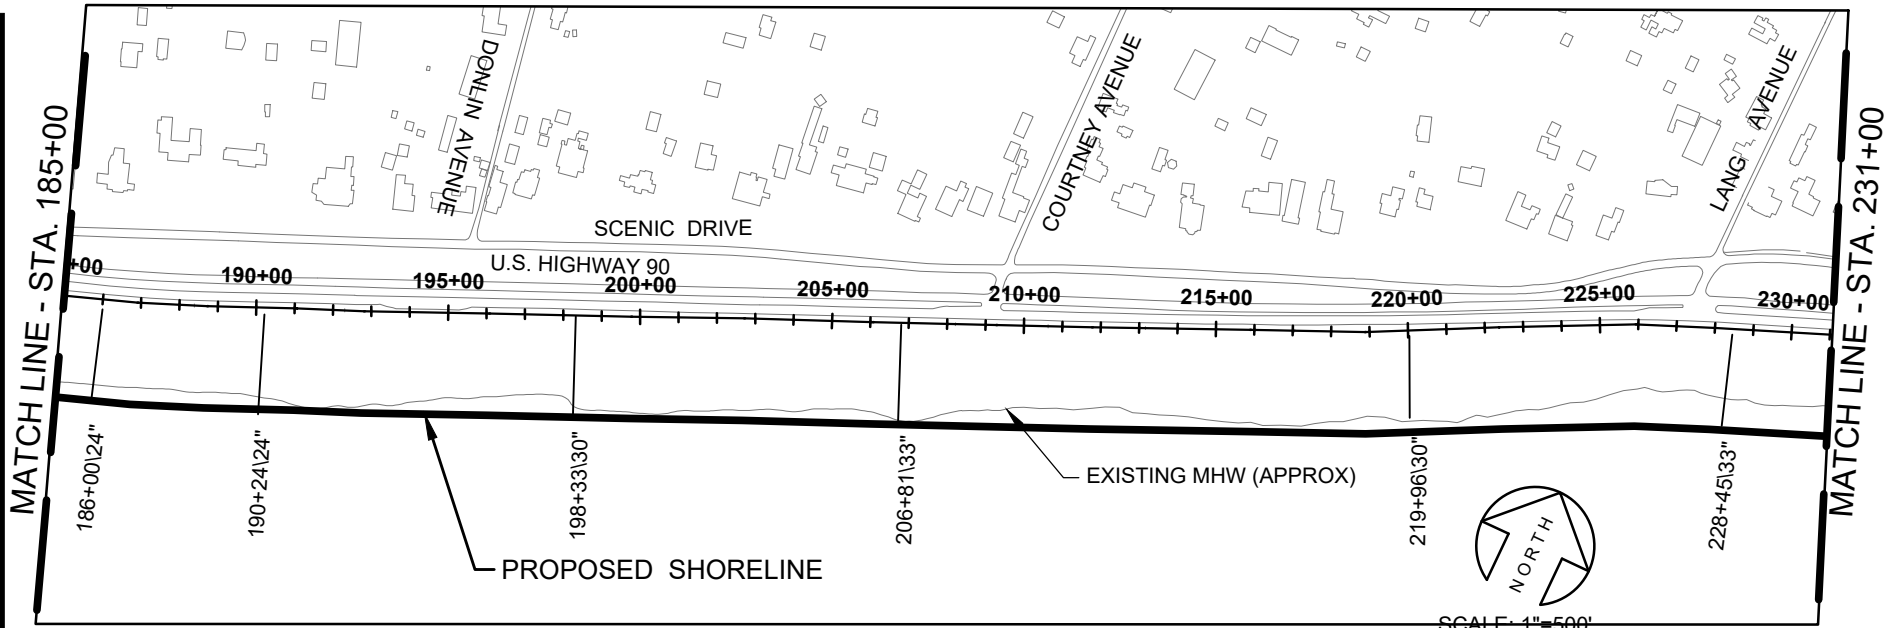 MATCH LINE - STA. 185+00
DONLIN AVENUE
COURTNEY AVENUE
LANG AVENUE
MATCH LINE - STA. 231+00
SCENIC DRIVE
U.S. HIGHWAY 90
+00
190+00
195+00
200+00
205+00
210+00
215+00
220+00
225+00
230+00
186+00\24"
190+24\24"
198+33\30"
206+81\33"
219+96\30"
228+45\33"
EXISTING MHW (APPROX)
PROPOSED SHORELINE
NORTH
SCALE: 1"=500'